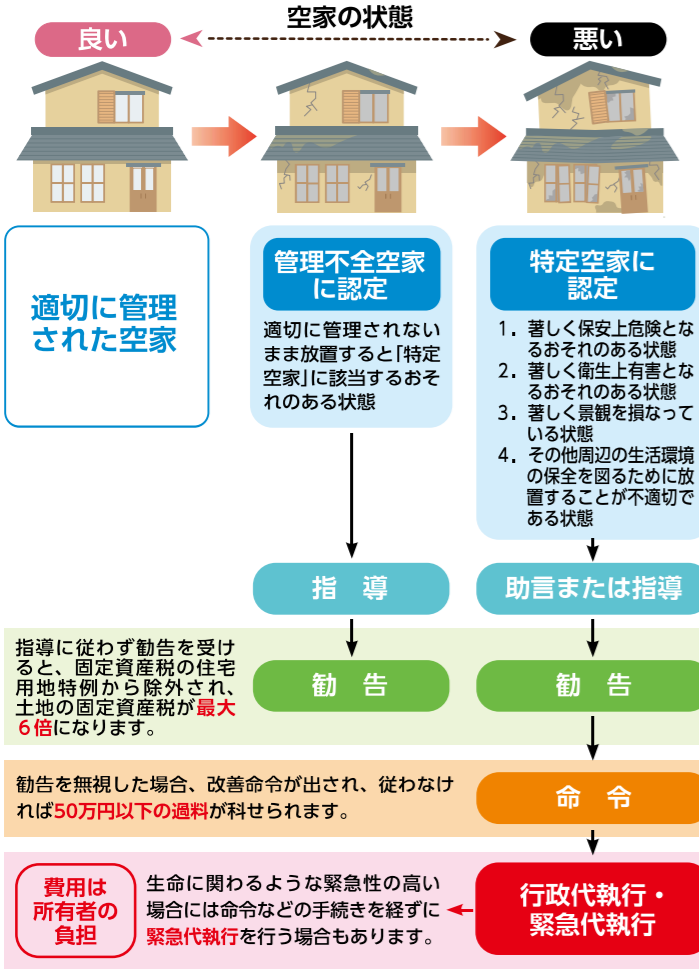 空家の状態
良い
悪い
適切に管理
された空家
管理不全空家
に認定
適切に管理されない
まま放置すると「特定
空家」に該当するおそ
れのある状態
特定空家に
認定
1．著しく保安上危険とな
るおそれのある状態
2．著しく衛生上有害とな
るおそれのある状態
3．著しく景観を損なって
いる状態
4．その他周辺の生活環境
の保全を図るために放
置することが不適切で
ある状態
指　導
助言または指導
指導に従わず勧告を受け
ると、固定資産税の住宅
用地特例から除外され、
土地の固定資産税が最大
６倍になります。
勧　告
勧　告
勧告を無視した場合、改善命令が出され、従わなけ
れば50万円以下の過料が科せられます。
命　令
費用は
所有者の
負担
生命に関わるような緊急性の高い
場合には命令などの手続きを経ずに
緊急代執行を行う場合もあります。
行政代執行・
緊急代執行